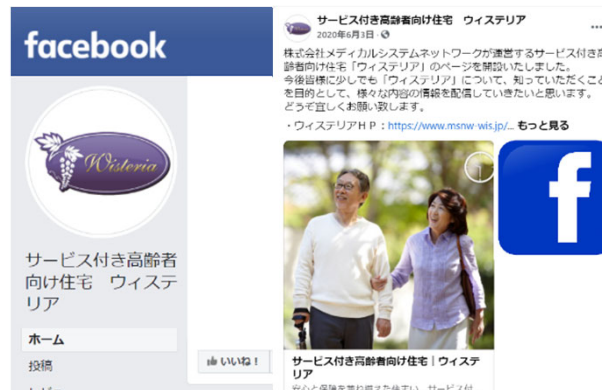 facebook
Wisteria
サービス付き高齢者
向け住宅 ウィステ
リア
ホーム
投稿
いいね！
サービス付き高齢者向け住宅 ウィステリア
2020年6月3日
株式会社メディカルシステムネットワークが運営するサービス付き高
齢者向け住宅「ウィステリア」のページを開設いたしました。
今後皆様に少しでも「ウィステリア」について、知っていただくこと
を目的として、様々な内容の情報を配信していきたいと思います。
どうぞ宜しくお願い致します。
・ウィステリアＨＰ：https://www.msnw-wis.jp/... もっと見る
f
サービス付き高齢者向け住宅｜ウィステ
リア